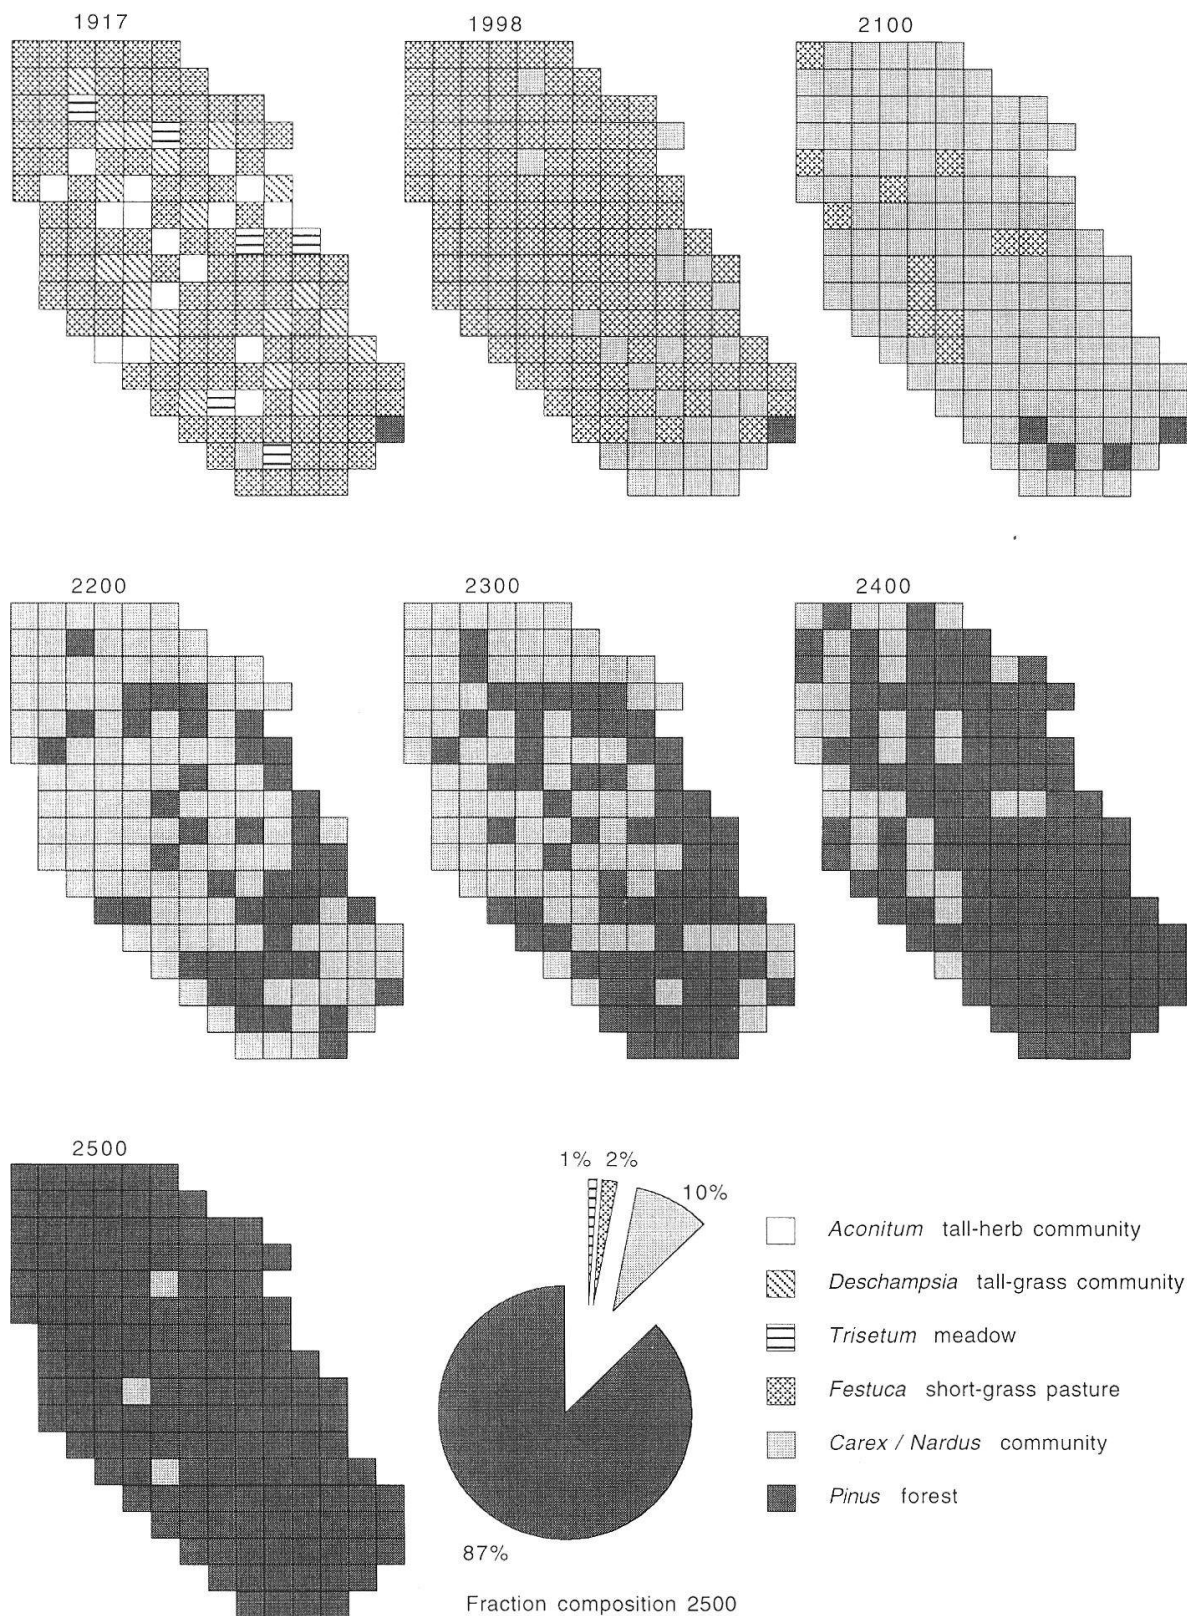 1917
1998
2100
2200
2300
2400
2500
1% 2%
10%
87%
Fraction composition 2500
Aconitum tall-herb community
Deschampsia tall-grass community
Trisetum meadow
Festuca short-grass pasture
Carex / Nardus community
Pinus forest